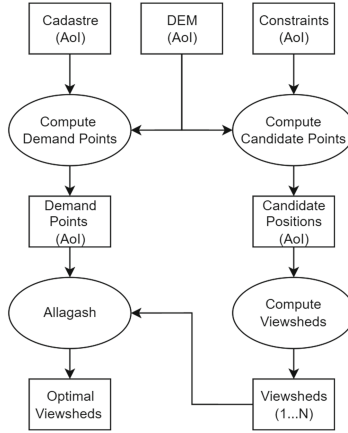 Cadastre
(AoI)
DEM
(AoI)
Constraints
(AoI)
Compute
Demand Points
Compute
Candidate Points
Demand
Points
(AoI)
Candidate
Positions
(AoI)
Allagash
Compute
Viewsheds
Optimal
Viewsheds
Viewsheds
(1...N)